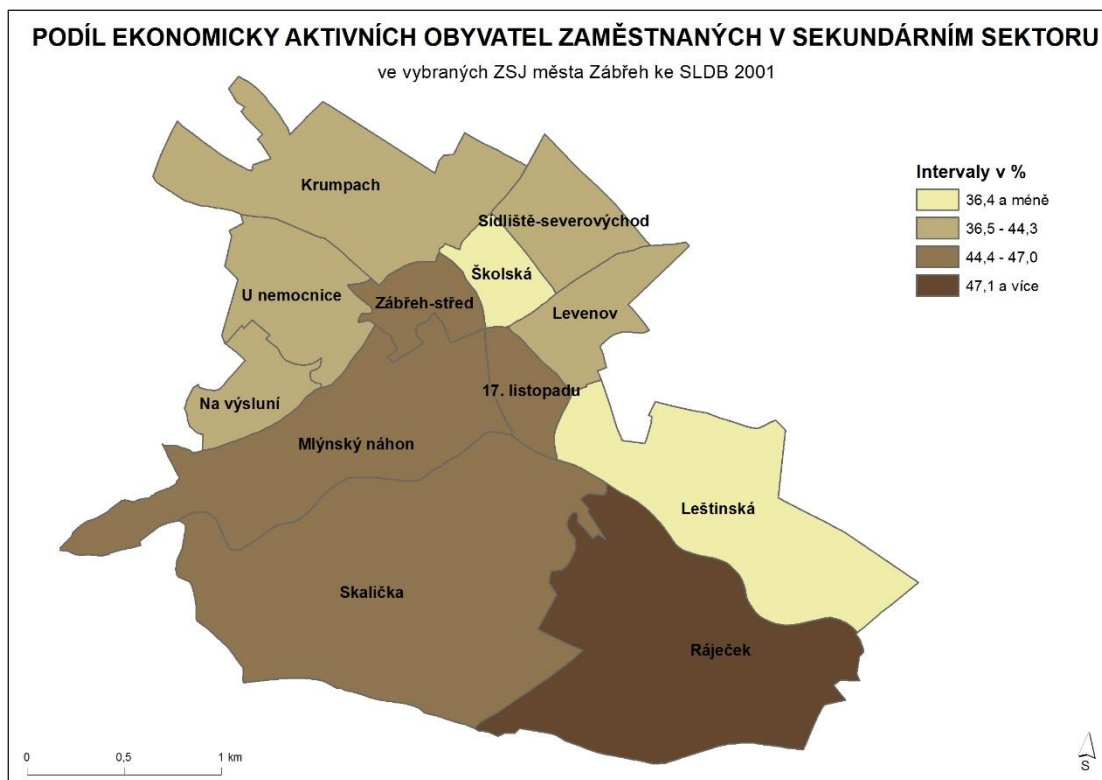 PODÍL EKONOMICKY AKTIVNÍCH OBYVATEL ZAMĚSTNANÝCH V SEKUNDÁRNÍM SEKTORU
ve vybraných ZSJ města Zábřeh ke SLDB 2001
Krumpach
Sídliště-severovýchod
Školská
U nemocnice
Zábřeh-střed
Levenov
17. listopadu
Na výsluní
Mlýnský náhon
Leštinská
Skalička
Ráječek
Intervaly v %
36,4 a méně
36,5 - 44,3
44,4 - 47,0
47,1 a více
0 0,5 1 km
S